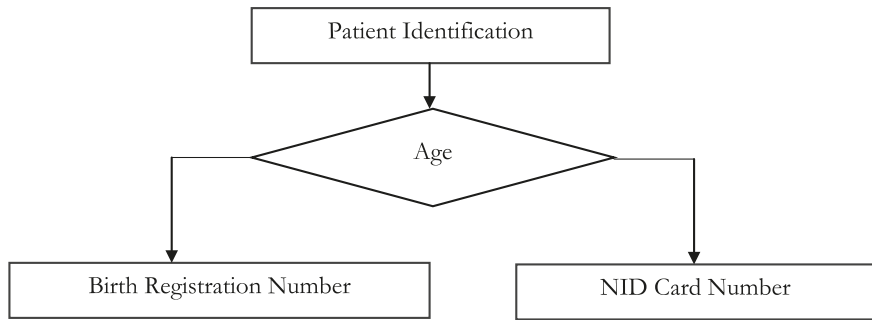 Patient Identification
Age
Birth Registration Number
NID Card Number